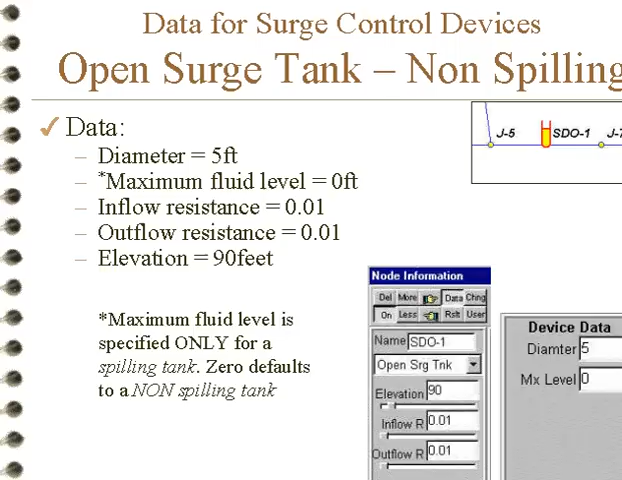 Data for Surge Control Devices
Open Surge Tank – Non Spilling
✓ Data:
– Diameter = 5ft
– *Maximum fluid level = 0ft
– Inflow resistance = 0.01
– Outflow resistance = 0.01
– Elevation = 90feet
*Maximum fluid level is
specified ONLY for a
spilling tank. Zero defaults
to a NON spilling tank
J-5 SDO-1 J-7
Node Information
Del More Data Chng
On Less Rslt User
Name SDO-1
Open Srg Tnk
Elevation 90
Inflow R 0.01
Outflow R 0.01
Device Data
Diamter 5
Mx Level 0